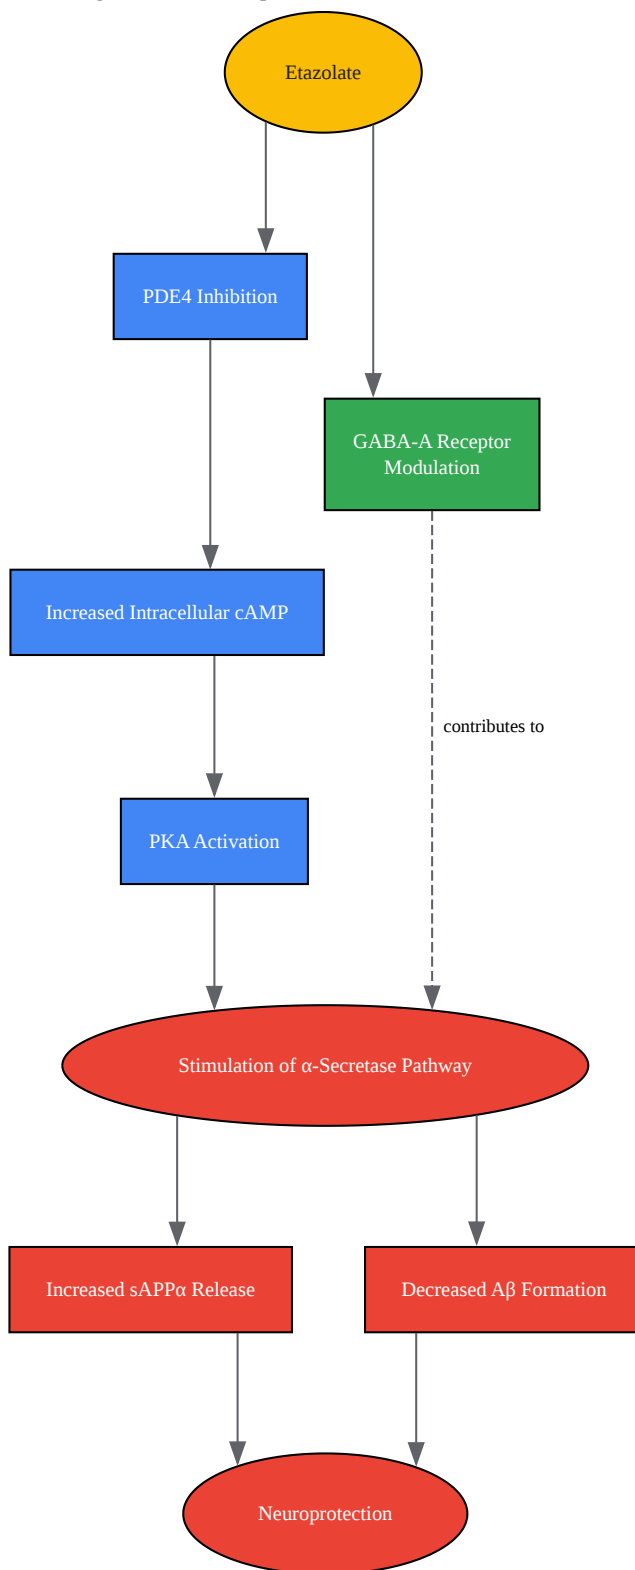 Etazolate
PDE4 Inhibition
GABA-A Receptor
Modulation
Increased Intracellular cAMP
contributes to
PKA Activation
Stimulation of α-Secretase Pathway
Increased sAPPα Release
Decreased Aβ Formation
Neuroprotection